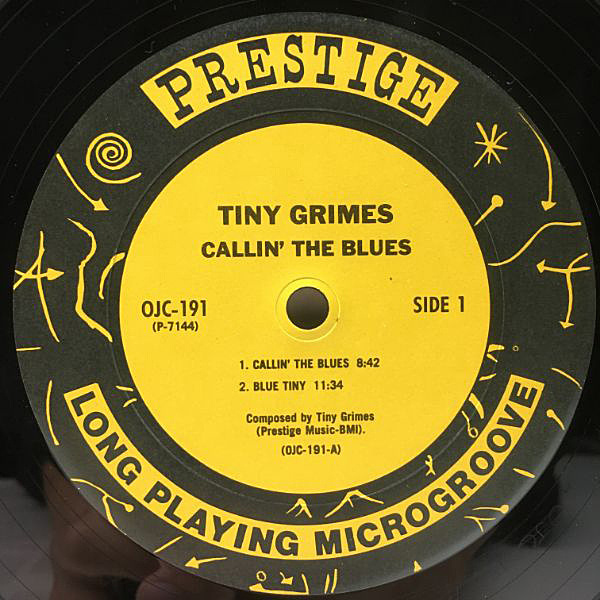 PRESTIGE
TINY GRIMES
CALLIN' THE BLUES
OJC-191
(P-7144)
SIDE 1
1. CALLIN' THE BLUES 8:42
2. BLUE TINY 11:34
Composed by Tiny Grimes
(Prestige Music-BMI).
(OJC-191-A)
LONG PLAYING MICROGROOVE